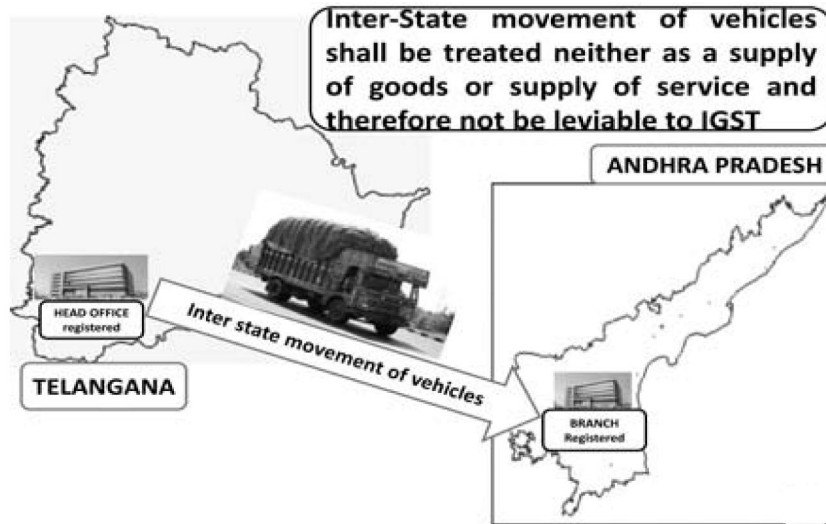 Inter-State movement of vehicles
shall be treated neither as a supply
of goods or supply of service and
therefore not be leviable to IGST
ANDHRA PRADESH
HEAD OFFICE
registered
Inter state movement of vehicles
TELANGANA
BRANCH
Registered